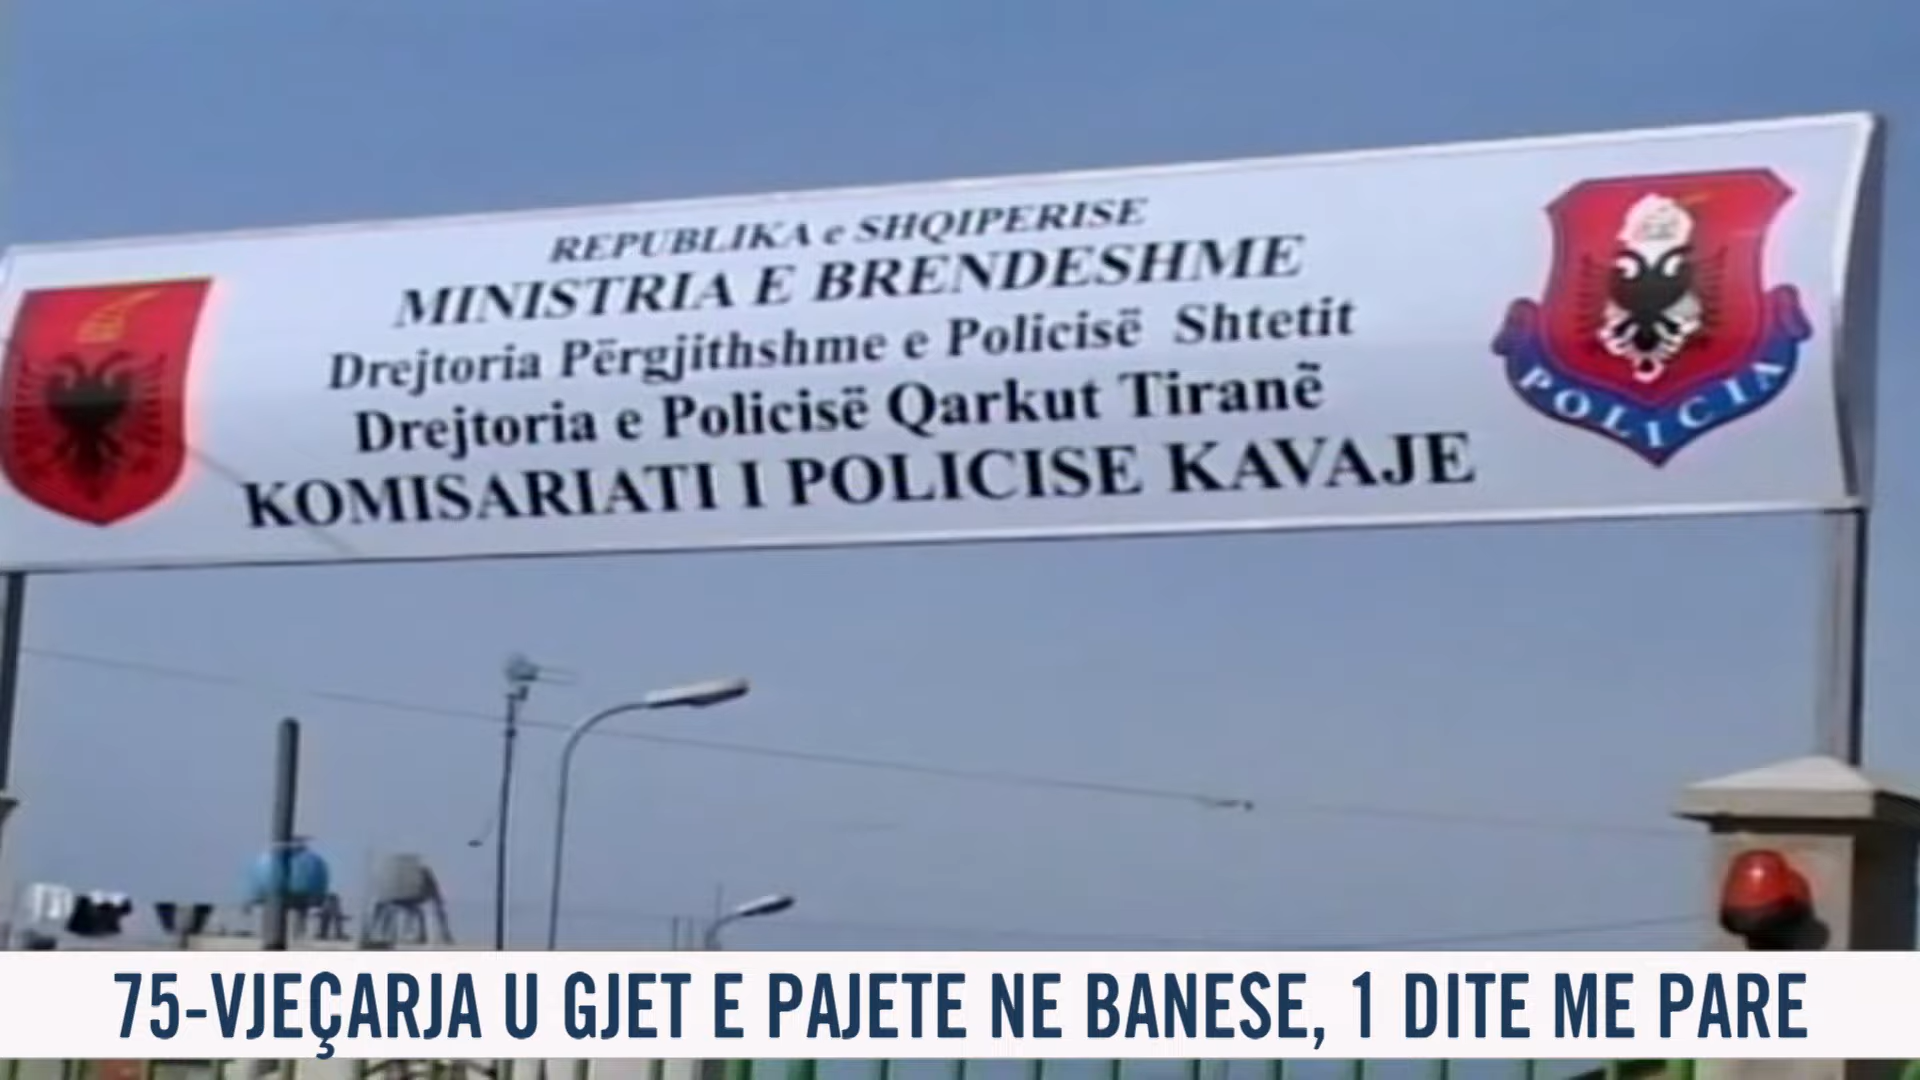 REPUBLIKA e SHQIPERISE
MINISTRIA E BRENDESHME
Drejtoria Përgjithshme e Policisë Shtetit
Drejtoria e Policisë Qarkut Tiranë
KOMISARIATI I POLICISE KAVAJE
POLICIA
75-VJEÇARJA U GJET E PAJETE NE BANESE, 1 DITE ME PARE